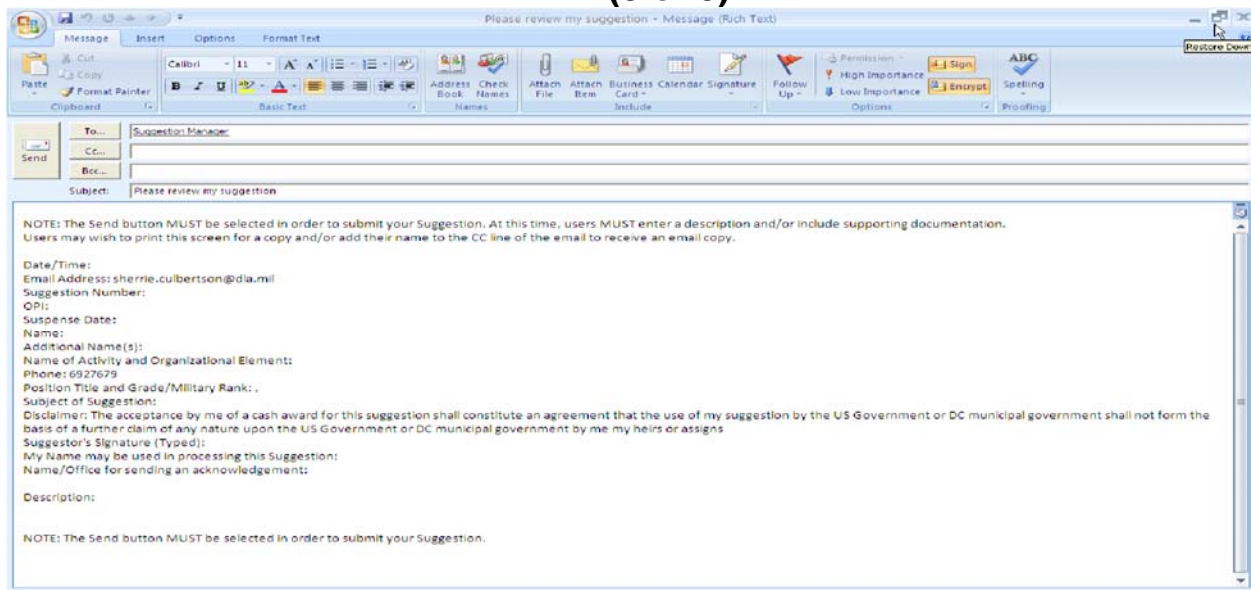 Please review my suggestion - Message (Rich Text)
Message Insert Options Format Text
Restore Down
Paste
Cut
Copy
Format Painter
Clipboard
Calibri 11
B I U
Basic Text
Address Book
Check Names
Names
Attach File
Attach Item
Business Card
Calendar
Signature
Include
Follow Up
Permission
High Importance
Low Importance
Sign
Encrypt
Options
ABC
Spelling
Proofing
Send
To... Suggestion Manager
Cc...
Bcc...
Subject: Please review my suggestion
NOTE: The Send button MUST be selected in order to submit your Suggestion. At this time, users MUST enter a description and/or include supporting documentation.
Users may wish to print this screen for a copy and/or add their name to the CC line of the email to receive an email copy.
Date/Time:
Email Address: sherrie.culbertson@dla.mil
Suggestion Number:
OPI:
Suspense Date:
Name:
Additional Name(s):
Name of Activity and Organizational Element:
Phone: 6927679
Position Title and Grade/Military Rank: .
Subject of Suggestion:
Disclaimer: The acceptance by me of a cash award for this suggestion shall constitute an agreement that the use of my suggestion by the US Government or DC municipal government shall not form the
basis of a further claim of any nature upon the US Government or DC municipal government by me my heirs or assigns
Suggestor's Signature (Typed):
My Name may be used in processing this Suggestion:
Name/Office for sending an acknowledgement:
Description:
NOTE: The Send button MUST be selected in order to submit your Suggestion.